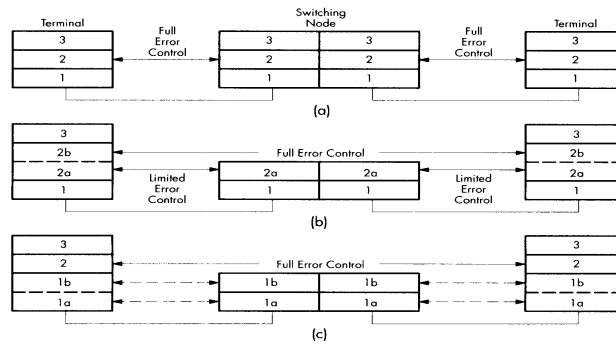 Terminal
Full
Error
Control
Switching
Node
Full
Error
Control
Terminal
3
3 3
3
2
2 2
2
1
1 1
1
(a)
3
3
2b
Full Error Control
2b
2a
Limited
Error
Control
2a 2a
Limited
Error
Control
2a
1
1 1
1
(b)
3
3
2
Full Error Control
2
1b
1b 1b
1b
1a
1a 1a
1a
(c)